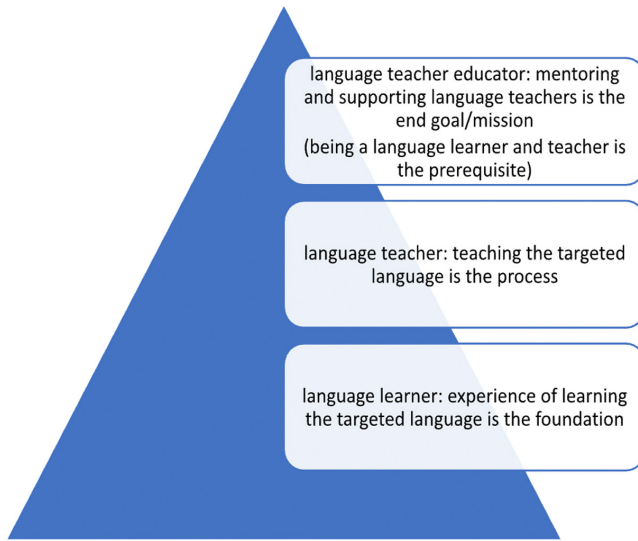 language teacher educator: mentoring
and supporting language teachers is the
end goal/mission
(being a language learner and teacher is
the prerequisite)
language teacher: teaching the targeted
language is the process
language learner: experience of learning
the targeted language is the foundation